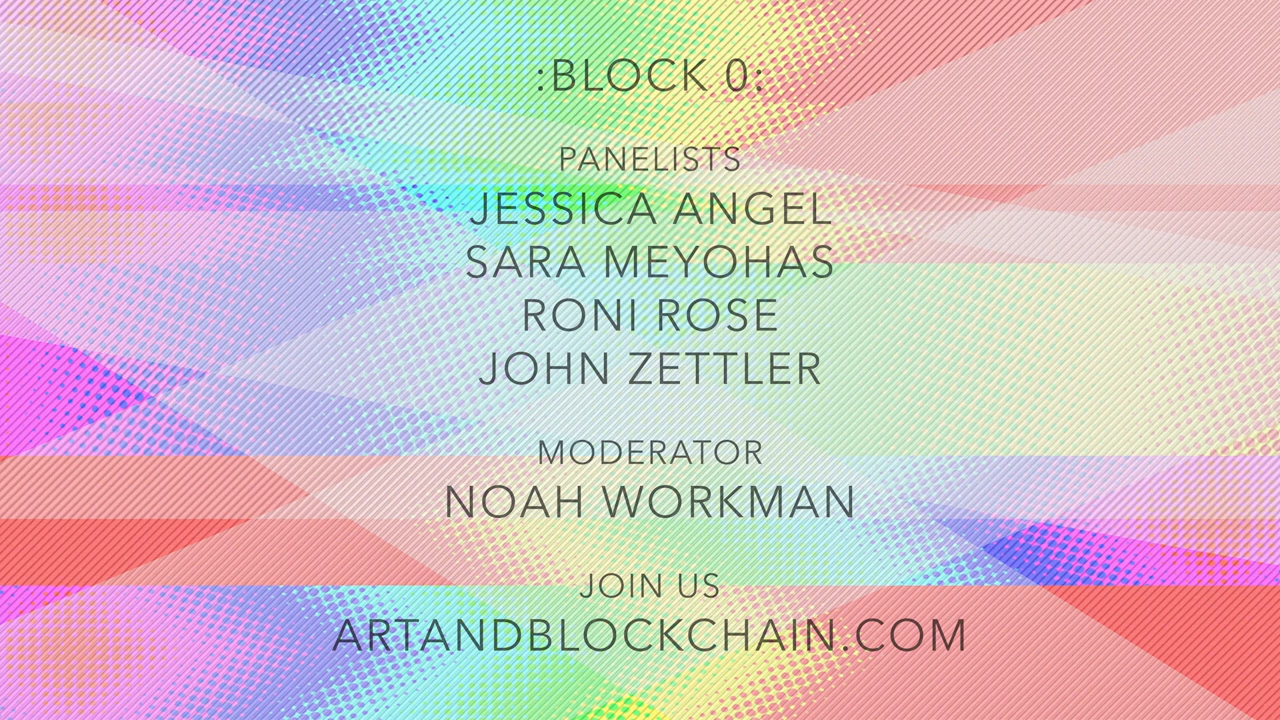 :BLOCK 0:
PANELISTS
JESSICA ANGEL
SARA MEYOHAS
RONI ROSE
JOHN ZETTLER
MODERATOR
NOAH WORKMAN
JOIN US
ARTANDBLOCKCHAIN.COM